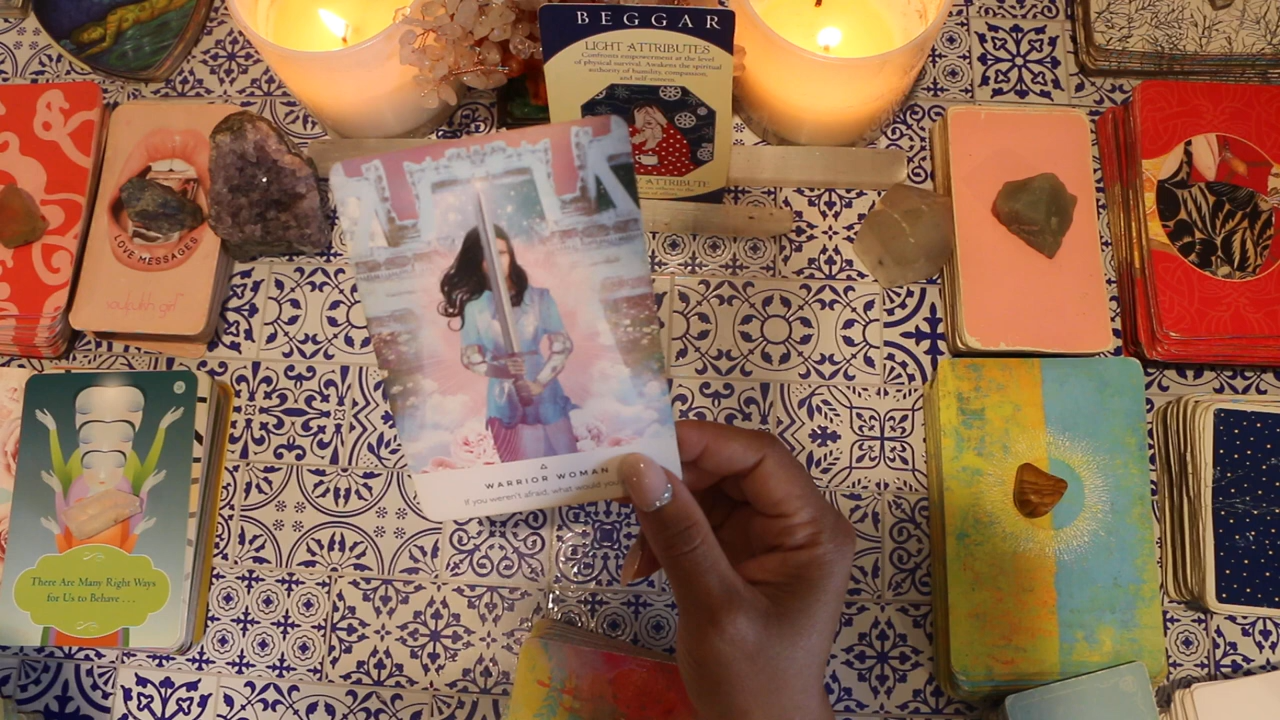 BEGGAR
LIGHT ATTRIBUTES
Confronts empowerment at the level
of physical survival. Awakens the spiritual
authority of humility, compassion,
and self-esteem.
ATTRIBUTE
LOVE MESSAGES
WARRIOR WOMAN
If you weren't afraid, what would you
There Are Many Right Ways
for Us to Behave . . .